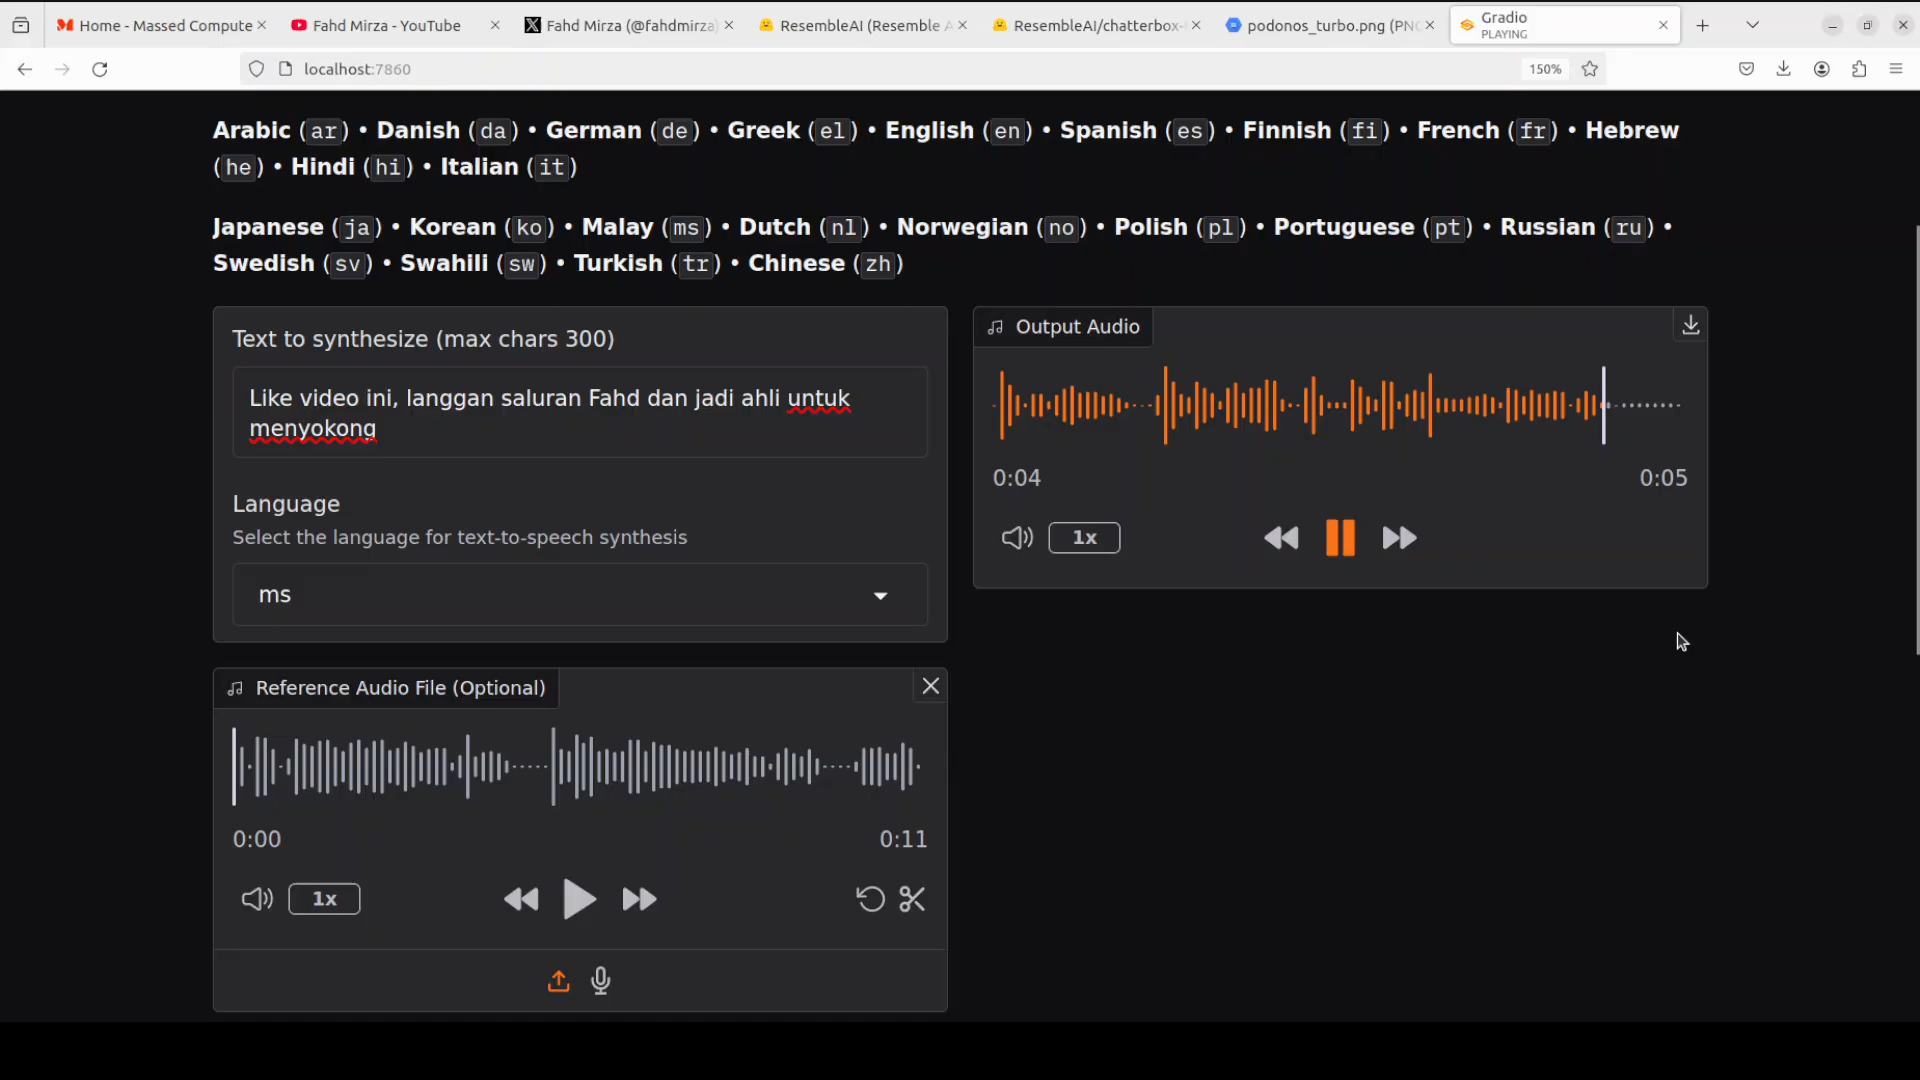 Home - Massed Compute
Fahd Mirza - YouTube
Fahd Mirza (@fahdmirza)
ResembleAI (Resemble A
ResembleAI/chatterbox-
podonos_turbo.png (PNG
Gradio
PLAYING
localhost:7860
150%
Arabic (ar) • Danish (da) • German (de) • Greek (el) • English (en) • Spanish (es) • Finnish (fi) • French (fr) • Hebrew
(he) • Hindi (hi) • Italian (it)
Japanese (ja) • Korean (ko) • Malay (ms) • Dutch (nl) • Norwegian (no) • Polish (pl) • Portuguese (pt) • Russian (ru) •
Swedish (sv) • Swahili (sw) • Turkish (tr) • Chinese (zh)
Text to synthesize (max chars 300)
Like video ini, langgan saluran Fahd dan jadi ahli untuk
menyokong
Language
Select the language for text-to-speech synthesis
ms
Output Audio
0:04
0:05
1x
Reference Audio File (Optional)
0:00
0:11
1x